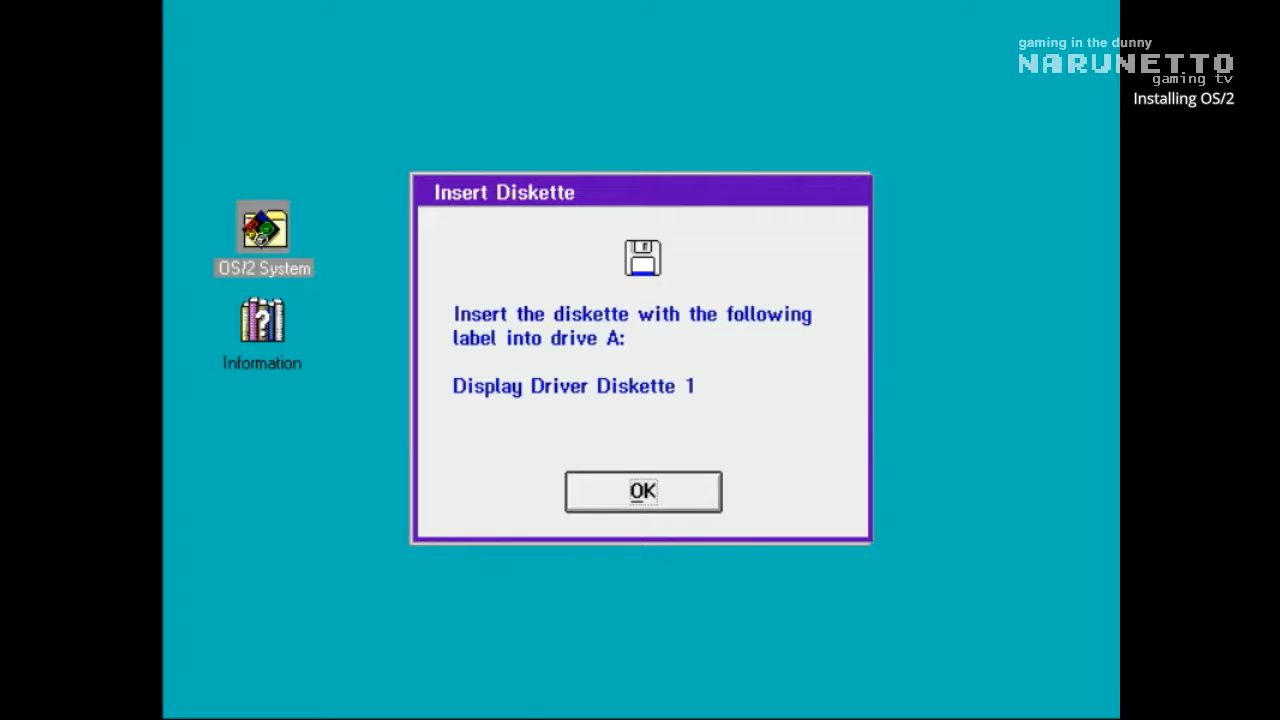 gaming in the dunny
NARUNETTO
gaming tv
Installing OS/2
Insert Diskette
OS/2 System
Insert the diskette with the following
label into drive A:
Information
Display Driver Diskette 1
OK